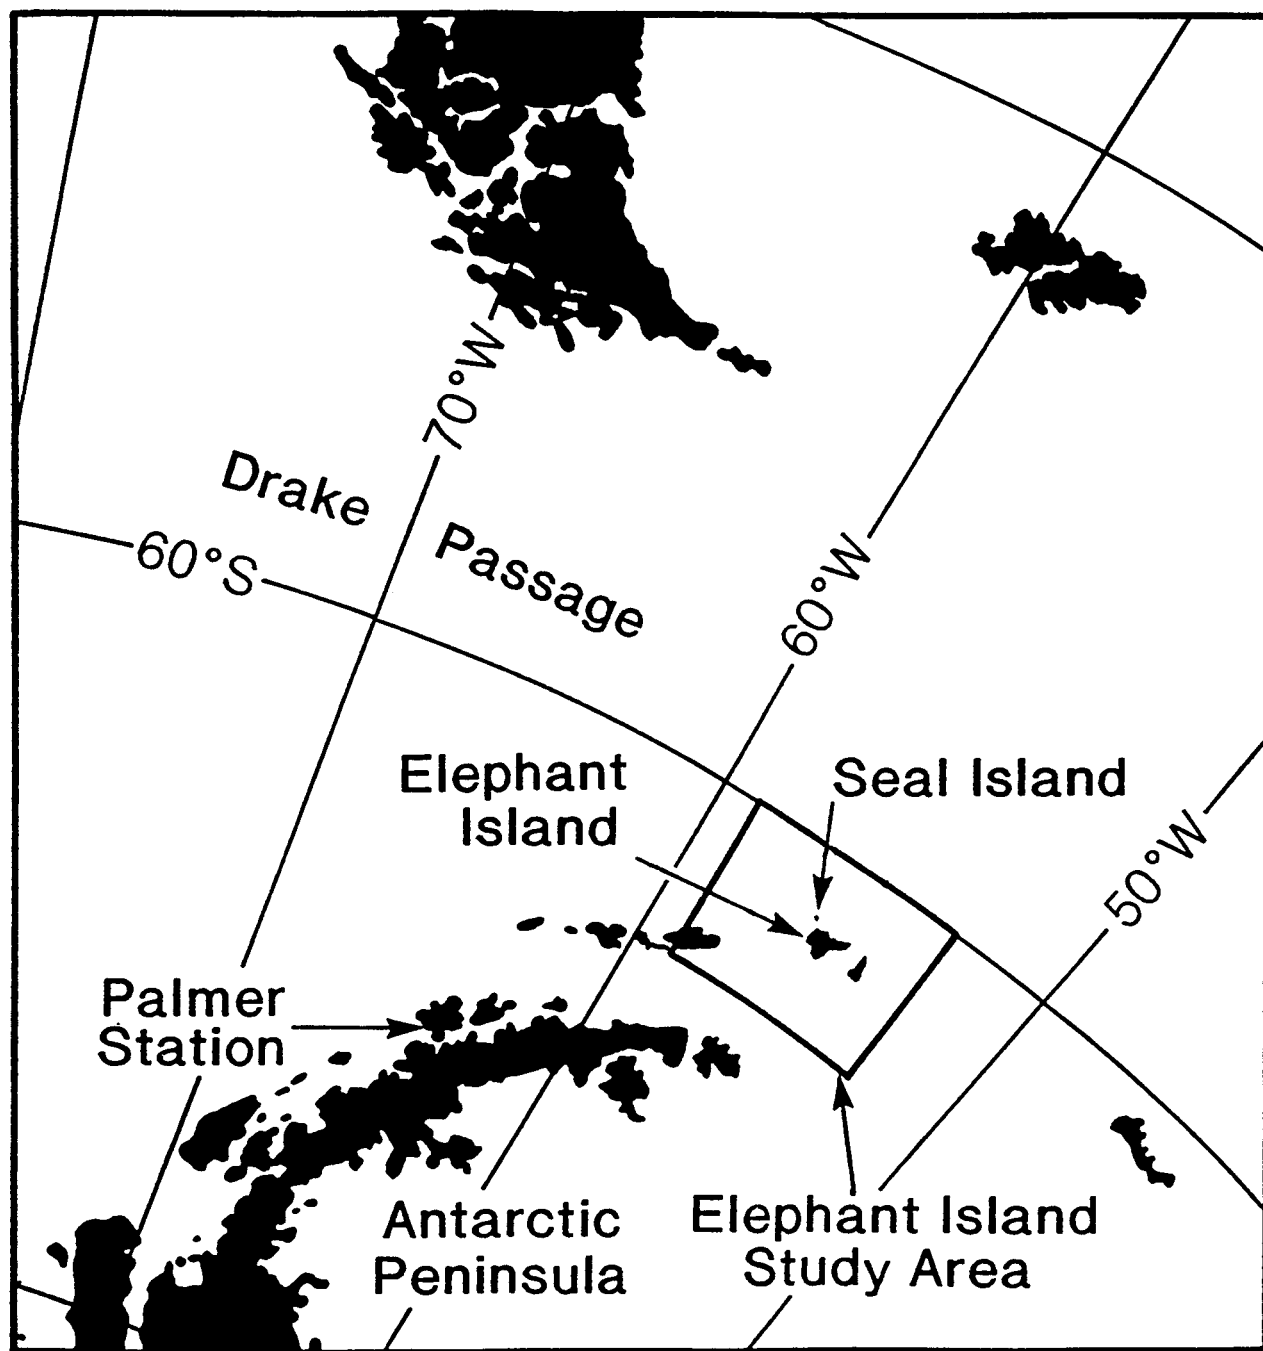 70°W
Drake
Passage
60°S
60°W
Elephant
Island
Seal Island
50°W
Palmer
Station
Antarctic
Peninsula
Elephant Island
Study Area